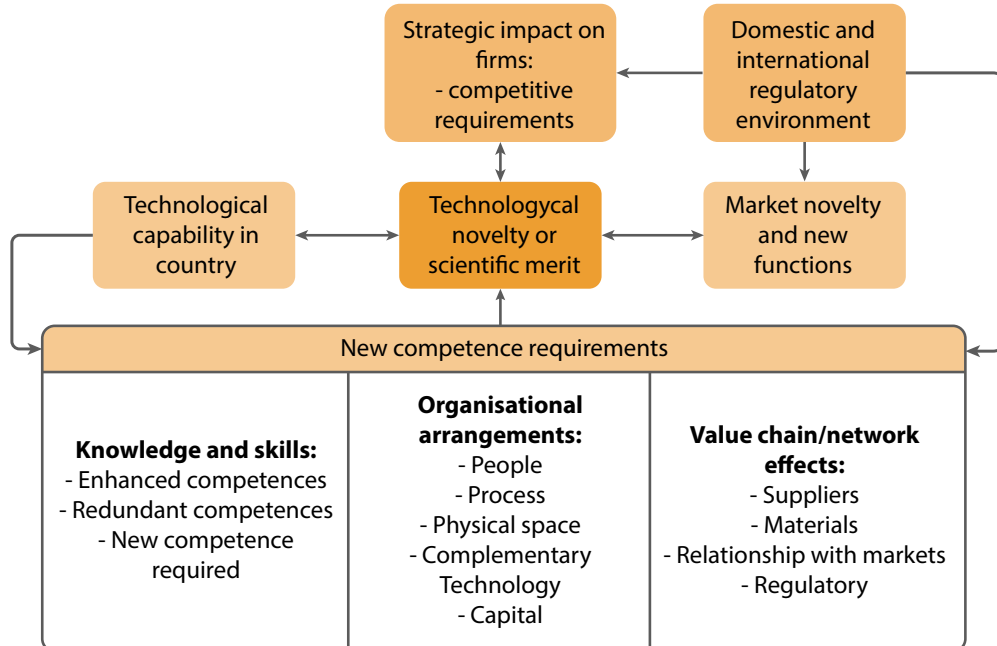 Strategic impact on
firms:
- competitive
requirements
Domestic and
international
regulatory
environment
Technological
capability in
country
Technologycal
novelty or
scientific merit
Market novelty
and new
functions
New competence requirements
Knowledge and skills:
- Enhanced competences
- Redundant competences
- New competence
required
Organisational
arrangements:
- People
- Process
- Physical space
- Complementary
Technology
- Capital
Value chain/network
effects:
- Suppliers
- Materials
- Relationship with markets
- Regulatory